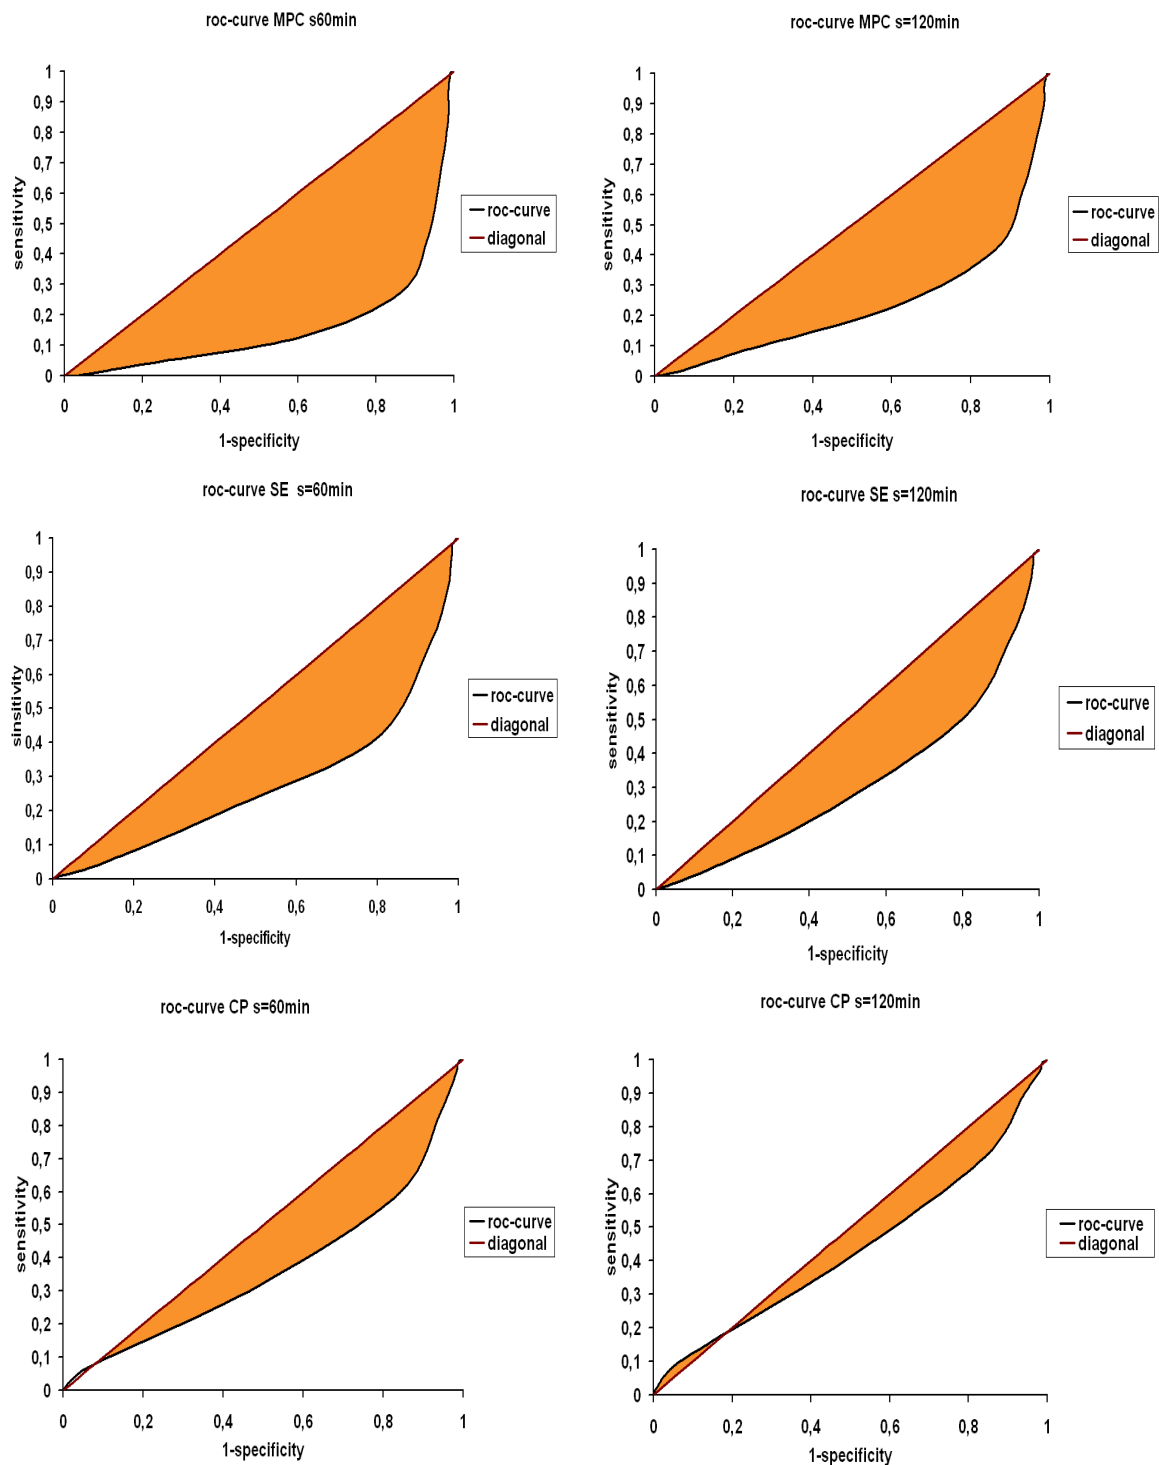 roc-curve MPC s60min
1
0,9
0,8
0,7
0,6
0,5
0,4
0,3
0,2
0,1
0
sensitivity
0 0,2 0,4 0,6 0,8 1
1-specificity
roc-curve
diagonal
roc-curve MPC s=120min
1
0,9
0,8
0,7
0,6
0,5
0,4
0,3
0,2
0,1
0
sensitivity
0 0,2 0,4 0,6 0,8 1
1-specificity
roc-curve
diagonal
roc-curve SE s=60min
1
0,9
0,8
0,7
0,6
0,5
0,4
0,3
0,2
0,1
0
sinsitivity
0 0,2 0,4 0,6 0,8 1
1-specificity
roc-curve
diagonal
roc-curve SE s=120min
1
0,9
0,8
0,7
0,6
0,5
0,4
0,3
0,2
0,1
0
sensitivity
0 0,2 0,4 0,6 0,8 1
1-specificity
roc-curve
diagonal
roc-curve CP s=60min
1
0,9
0,8
0,7
0,6
0,5
0,4
0,3
0,2
0,1
0
sensitivity
0 0,2 0,4 0,6 0,8 1
1-specificity
roc-curve
diagonal
roc-curve CP s=120min
1
0,9
0,8
0,7
0,6
0,5
0,4
0,3
0,2
0,1
0
sensitivity
0 0,2 0,4 0,6 0,8 1
1-specificity
roc-curve
diagonal